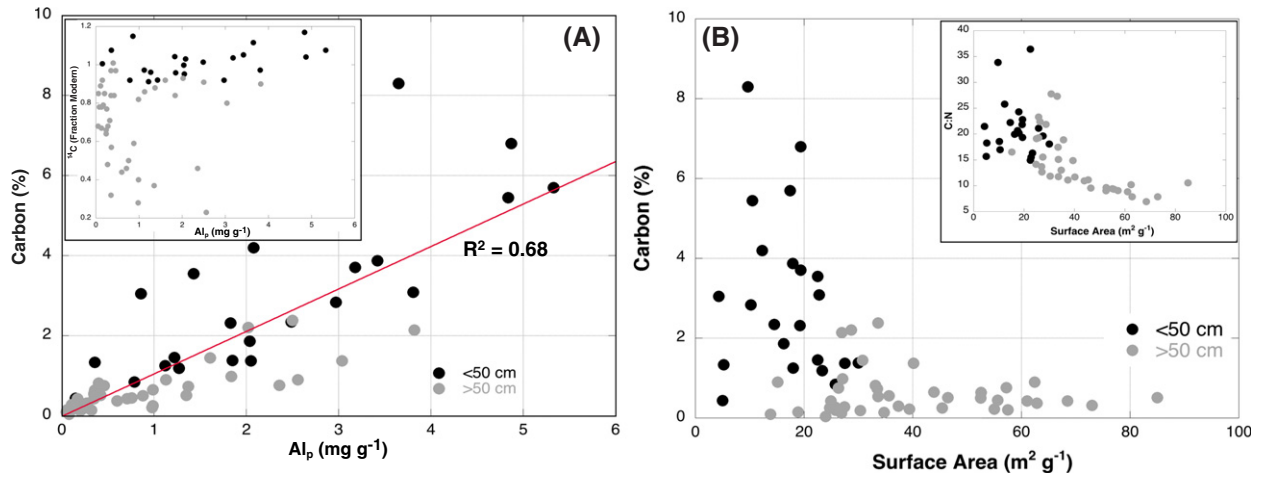 (A)
Carbon (%)
10
8
6
4
2
0
0 1 2 3 4 5 6
Alₚ (mg g⁻¹)
R² = 0.68
<50 cm
>50 cm
¹⁴C (Fraction Modern)
1.2
1
0.8
0.6
0.4
0.2
0 1 2 3 4 5 6
Alₚ (mg g⁻¹)
(B)
Carbon (%)
10
8
6
4
2
0
0 20 40 60 80 100
Surface Area (m² g⁻¹)
<50 cm
>50 cm
C:N
40
35
30
25
20
15
10
5
0 20 40 60 80 100
Surface Area (m² g⁻¹)